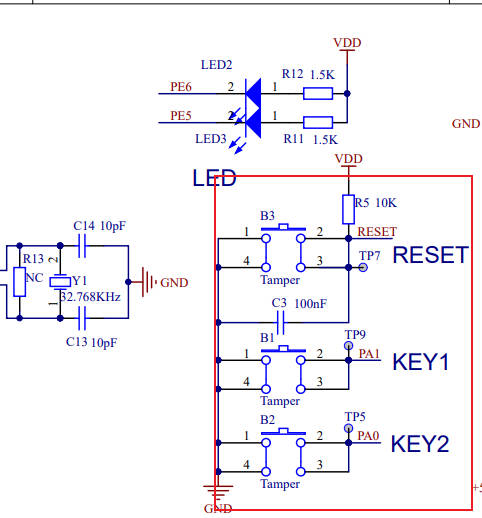 VDD
LED2
R12 1.5K
PE6 2 1
PE5 2 1
LED3
R11 1.5K
GND
VDD
LED
R5 10K
B3
1 2 RESET
RESET
4 3 TP7
Tamper
C14 10pF
R13
NC
2
Y1
1
32.768KHz
GND
C13 10pF
C3 100nF
B1
TP9
1 2 PA1
KEY1
4 3
Tamper
B2
TP5
1 2 PA0
KEY2
4 3
Tamper
GND